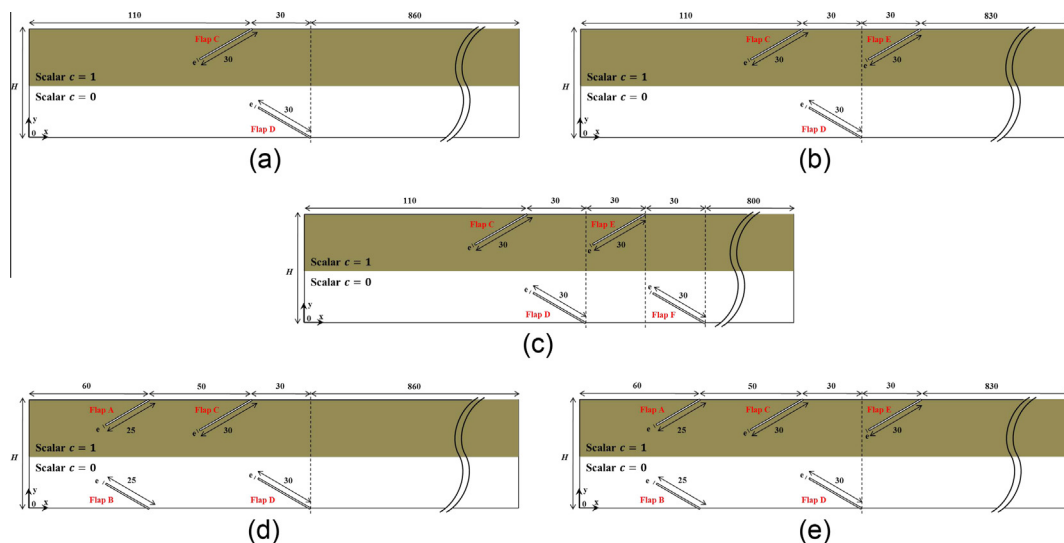 110 30 860
Flap C
e
30
H
Scalar c = 1
Scalar c = 0
y
e
30
0 x
Flap D
(a)
110 30 30 830
Flap C Flap E
e e
30 30
H
Scalar c = 1
Scalar c = 0
y
e
30
0 x
Flap D
(b)
110 30 30 30 800
Flap C Flap E
e e
30 30
H
Scalar c = 1
Scalar c = 0
y
e e
30 30
0 x
Flap D Flap F
(c)
60 50 30 860
Flap A Flap C
e e
25 30
H
Scalar c = 1
Scalar c = 0
y
e e
25 30
0 x
Flap B Flap D
(d)
60 50 30 30 830
Flap A Flap C Flap E
e e e
25 30 30
H
Scalar c = 1
Scalar c = 0
y
e e
25 30
0 x
Flap B Flap D
(e)